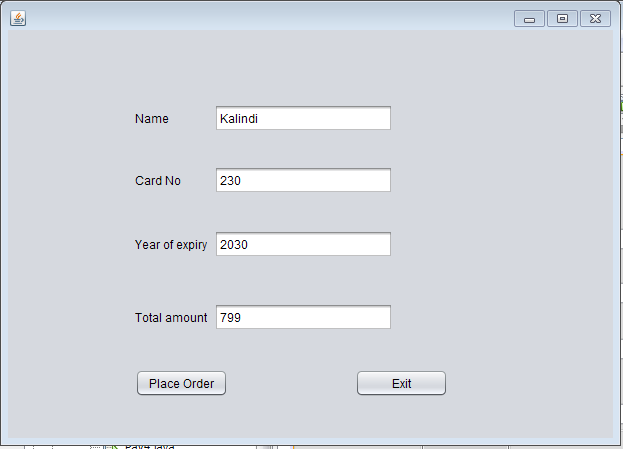 Name Kalindi
Card No 230
Year of expiry 2030
Total amount 799
Place Order Exit